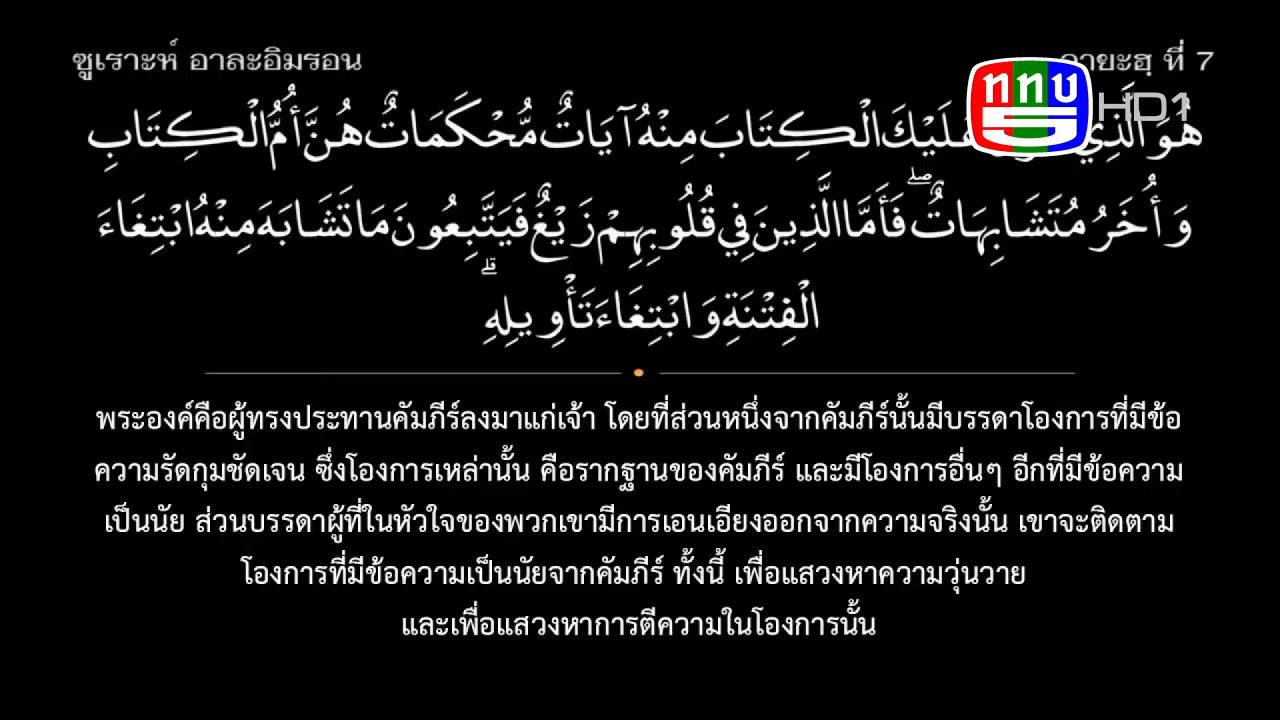 ซูเราะห์ อาละอิมรอน
ที่ 7
ททบ
HD1
هُوَ الَّذِي عَلَيْكَ الْكِتَابَ مِنْهُ آيَاتٌ مُّحْكَمَاتٌ هُنَّ أُمُّ الْكِتَابِ
وَأُخَرُ مُتَشَابِهَاتٌ ۖ فَأَمَّا الَّذِينَ فِي قُلُوبِهِمْ زَيْغٌ فَيَتَّبِعُونَ مَا تَشَابَهَ مِنْهُ ابْتِغَاءَ
الْفِتْنَةِ وَابْتِغَاءَ تَأْوِيلِهِ ۗ
พระองค์คือผู้ทรงประทานคัมภีร์ลงมาแก่เจ้า โดยที่ส่วนหนึ่งจากคัมภีร์นั้นมีบรรดาโองการที่มีข้อ
ความรัดกุมชัดเจน ซึ่งโองการเหล่านั้น คือรากฐานของคัมภีร์ และมีโองการอื่นๆ อีกที่มีข้อความ
เป็นนัย ส่วนบรรดาผู้ที่ในหัวใจของพวกเขามีการเอนเอียงออกจากความจริงนั้น เขาจะติดตาม
โองการที่มีข้อความเป็นนัยจากคัมภีร์ ทั้งนี้ เพื่อแสวงหาความวุ่นวาย
และเพื่อแสวงหาการตีความในโองการนั้น